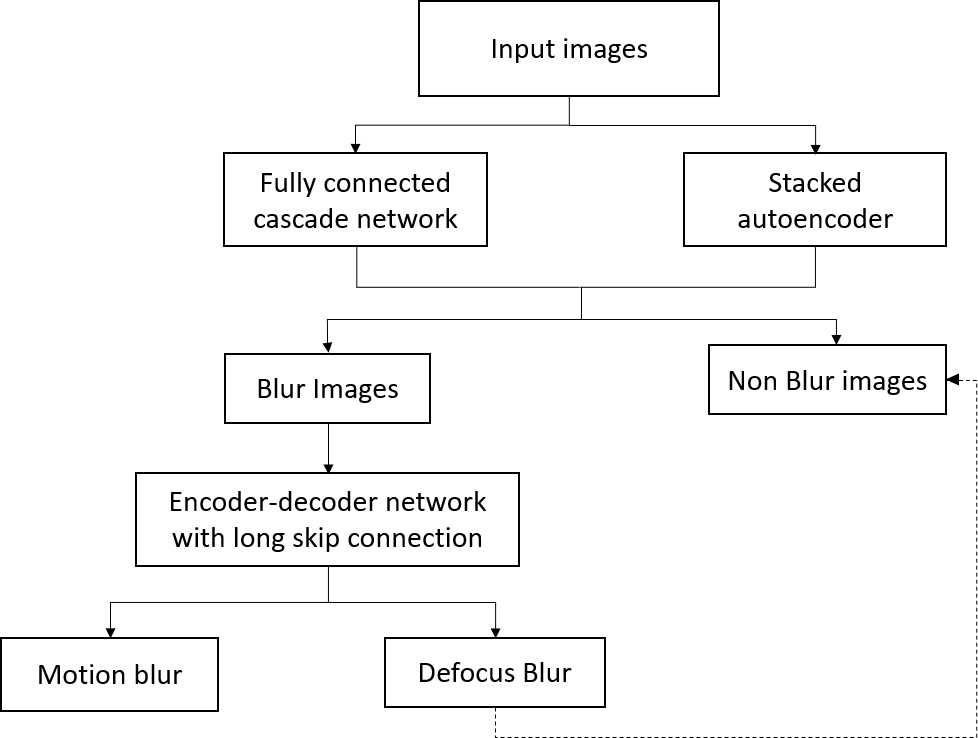 Input images
Fully connected
cascade network
Stacked
autoencoder
Blur Images
Non Blur images
Encoder-decoder network
with long skip connection
Motion blur
Defocus Blur